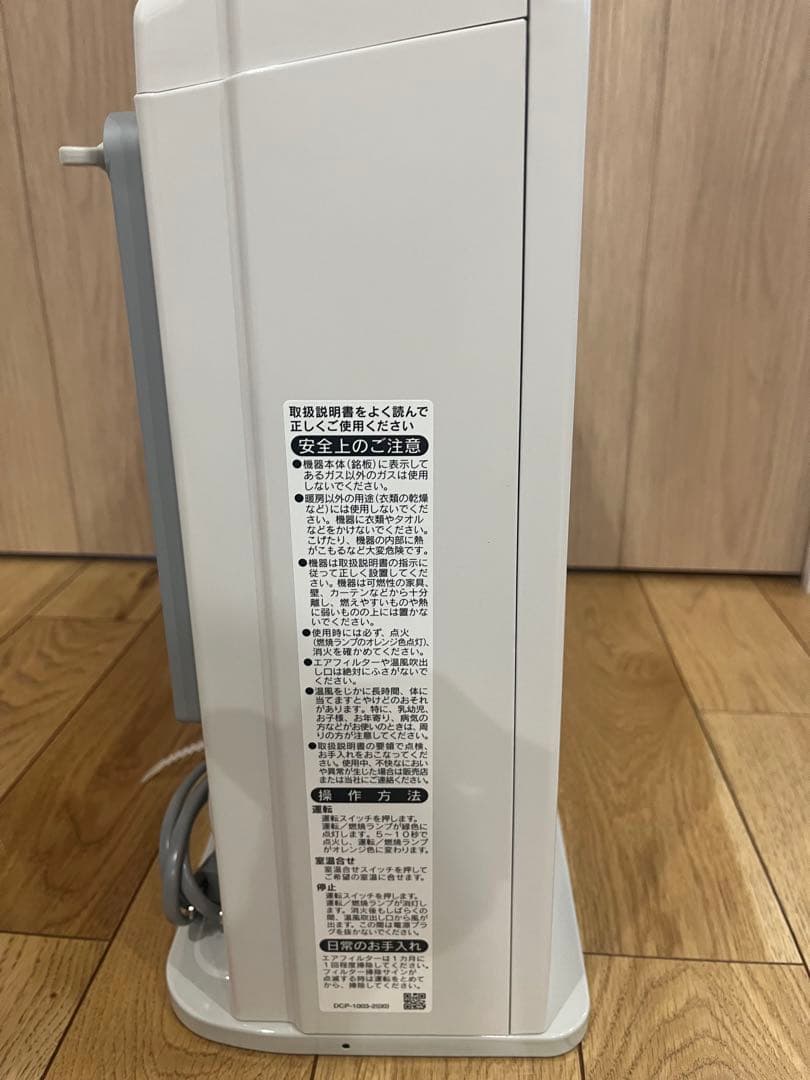 取扱説明書をよく読んで
正しくご使用ください
安全上のご注意
●機器本体(銘板)に表示して
あるガス以外のガスは使用
しないでください。
●暖房以外の用途(衣類の乾燥
など)には使用しないでくだ
さい。機器に衣類やタオル
などをかけないでください。
こげたり、機器の内部に熱
がこもるなど大変危険です。
●機器は取扱説明書の指示に
従って正しく設置してくだ
さい。機器は可燃性の家具、
壁、カーテンなどから十分
離し、燃えやすいものや熱
に弱いものの上には置かな
いでください。
●使用時には必ず、点火
(燃焼ランプのオレンジ色点灯)、
消火を確かめてください。
●エアフィルターや温風吹出
し口は絶対にふさがないで
ください。
●温風をじかに長時間、体に
当てますとやけどのおそれ
があります。特に、乳幼児、
お子様、お年寄り、病気の
方などがお使いのときは、周
りの方が注意してください。
●取扱説明書の要領で点検、
お手入れをおこなってくだ
さい。使用中、不快なにおい
や異常が生じた場合は販売店
または当社にご連絡ください。
操作方法
運転
運転スイッチを押します。
運転/燃焼ランプが緑色に
点灯します。5～10秒で
点火し、運転/燃焼ランプ
がオレンジ色に変わります。
室温合せ
室温合せスイッチを押して
ご希望の室温に合せます。
停止
運転スイッチを押します。
運転/燃焼ランプが消灯し
ます。消火後もしばらくの
間、温風吹出し口から風が
出ます。この間は電源プラ
グを抜かないでください。
日常のお手入れ
エアフィルターは1カ月に
1回程度掃除してください。
フィルター掃除サインが
点滅する時は運転をとめて
から、掃除してください。